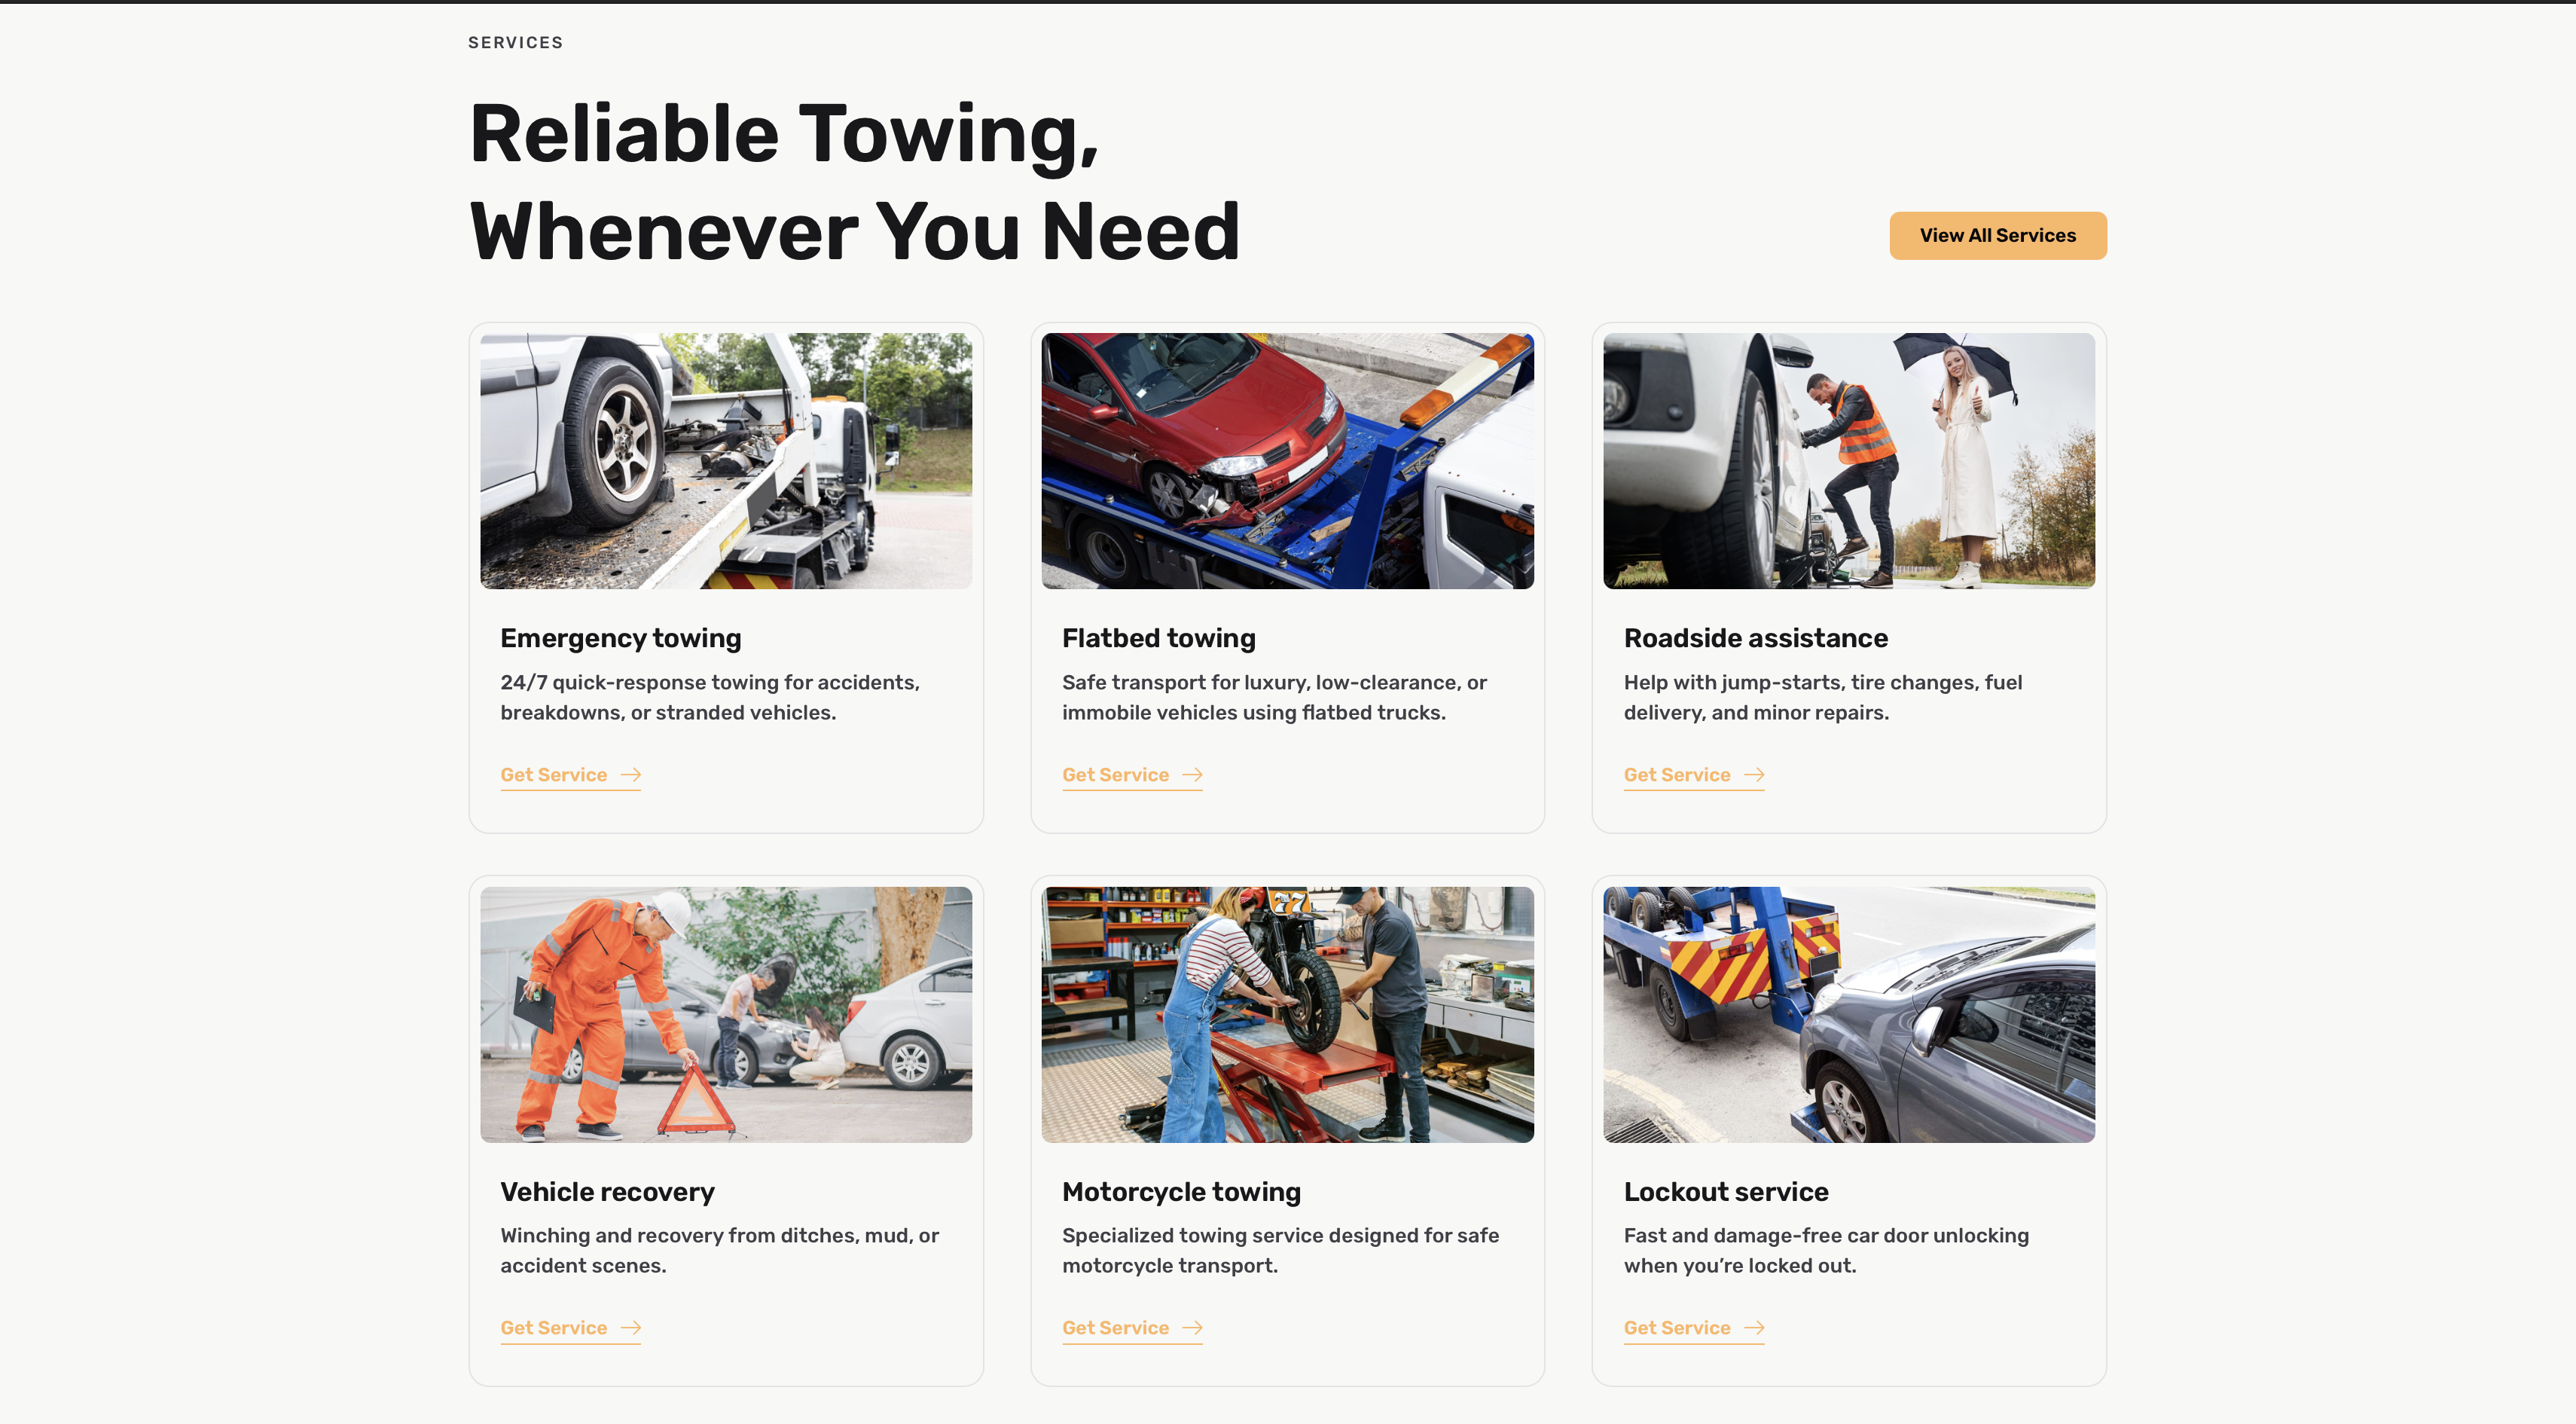 SERVICES
Reliable Towing,
Whenever You Need
View All Services
Emergency towing
24/7 quick-response towing for accidents,
breakdowns, or stranded vehicles.
Get Service
Flatbed towing
Safe transport for luxury, low-clearance, or
immobile vehicles using flatbed trucks.
Get Service
Roadside assistance
Help with jump-starts, tire changes, fuel
delivery, and minor repairs.
Get Service
Vehicle recovery
Winching and recovery from ditches, mud, or
accident scenes.
Get Service
77
Motorcycle towing
Specialized towing service designed for safe
motorcycle transport.
Get Service
Lockout service
Fast and damage-free car door unlocking
when you’re locked out.
Get Service